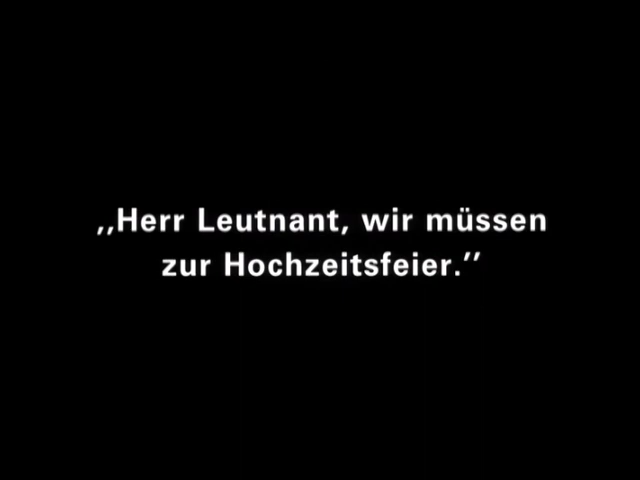 ,,Herr Leutnant, wir müssen
zur Hochzeitsfeier.’’